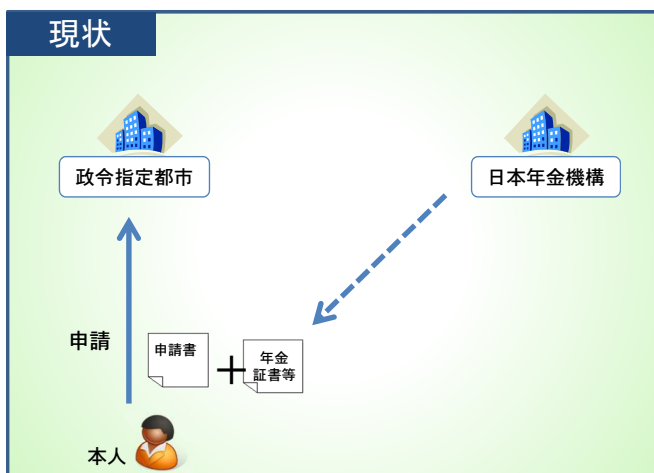 現状
政令指定都市
日本年金機構
申請
申請書
年金
証書等
本人